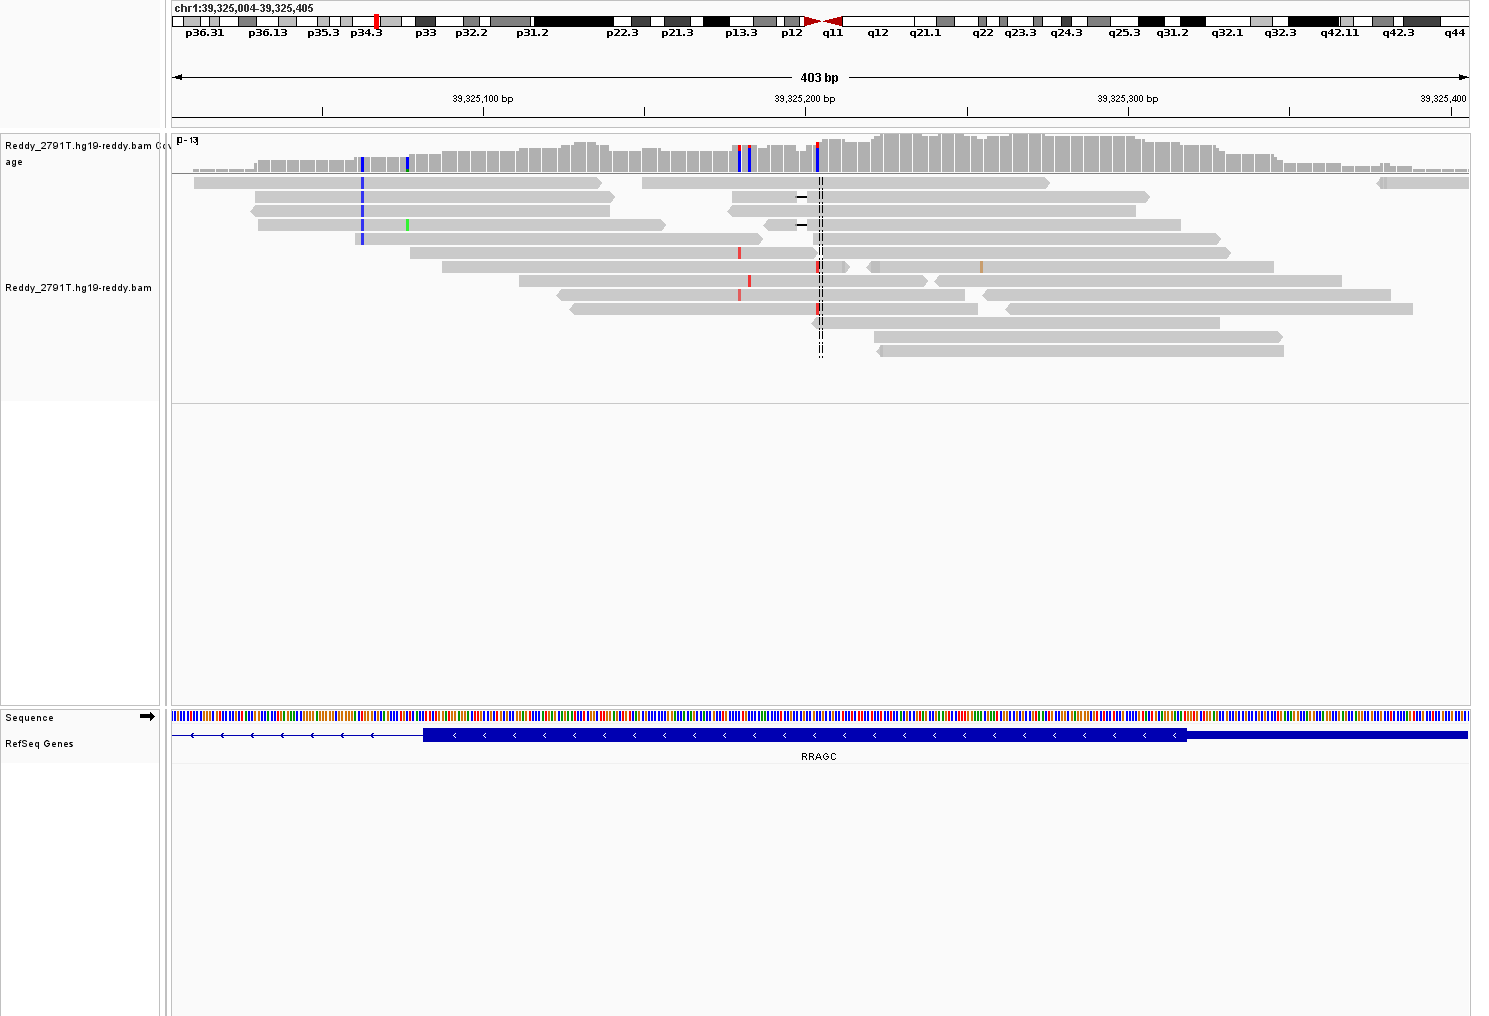 chr1:39,325,004-39,325,405
p36.31 p36.13 p35.3 p34.3 p33 p32.2 p31.2 p22.3 p21.3 p13.3 p12 q11 q12 q21.1 q22 q23.3 q24.3 q25.3 q31.2 q32.1 q32.3 q42.11 q42.3 q44
403 bp
39,325,100 bp 39,325,200 bp 39,325,300 bp 39,325,400
[0 - 13]
Reddy_2791T.hg19-reddy.bam Cov
age
Reddy_2791T.hg19-reddy.bam
Sequence
RefSeq Genes
RRAGC